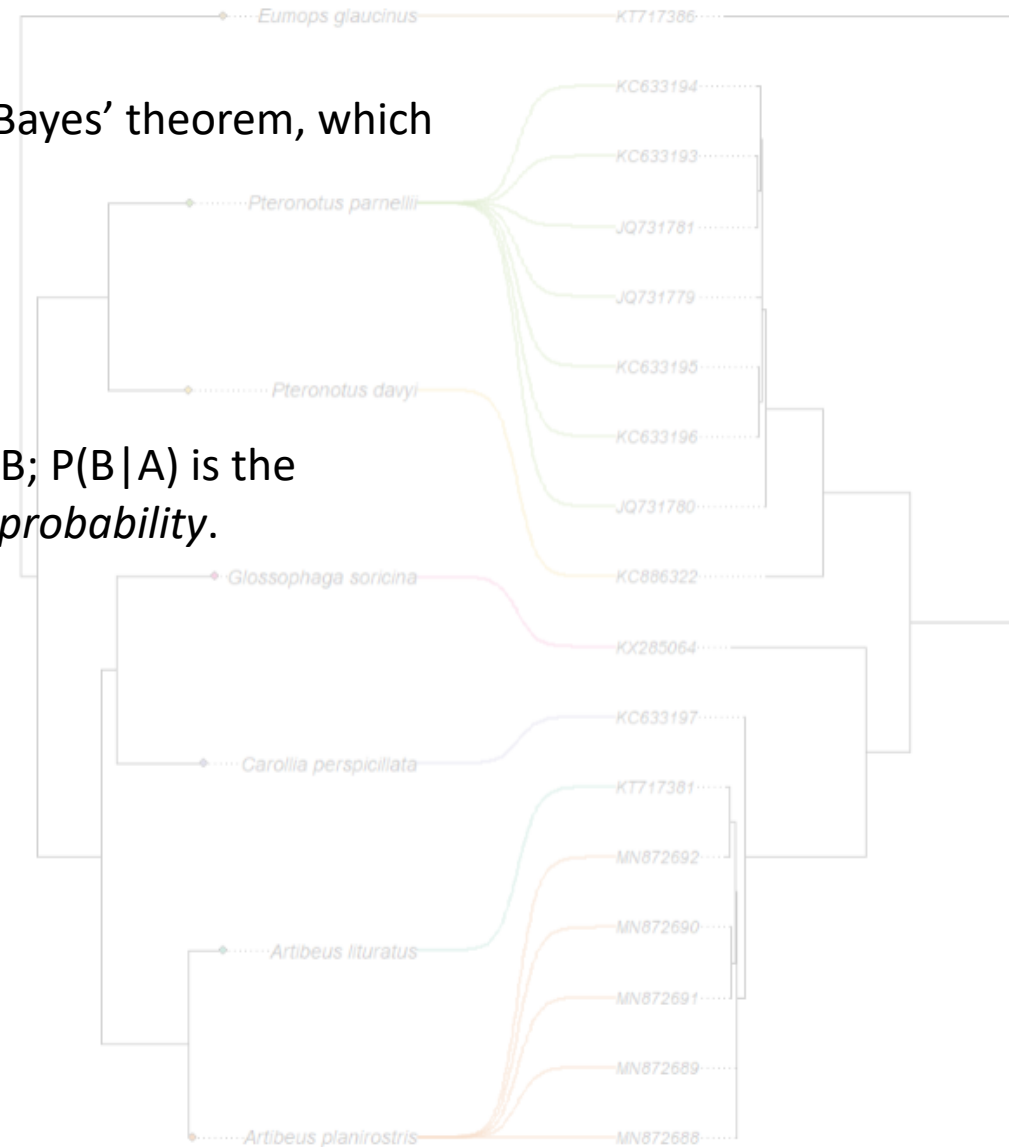 Eumops glaucinus KT717386
KC633194
Bayes’ theorem, which
KC633193
Pteronotus parnellii
JQ731781
JQ731779
KC633195
Pteronotus davyi
KC633196
B; P(B|A) is the
JQ731780
probability.
Glossophaga soricina KC886322
KX285064
KC633197
Carollia perspicillata
KT717381
MN872692
MN872690
Artibeus lituratus
MN872691
MN872689
Artibeus planirostris MN872688